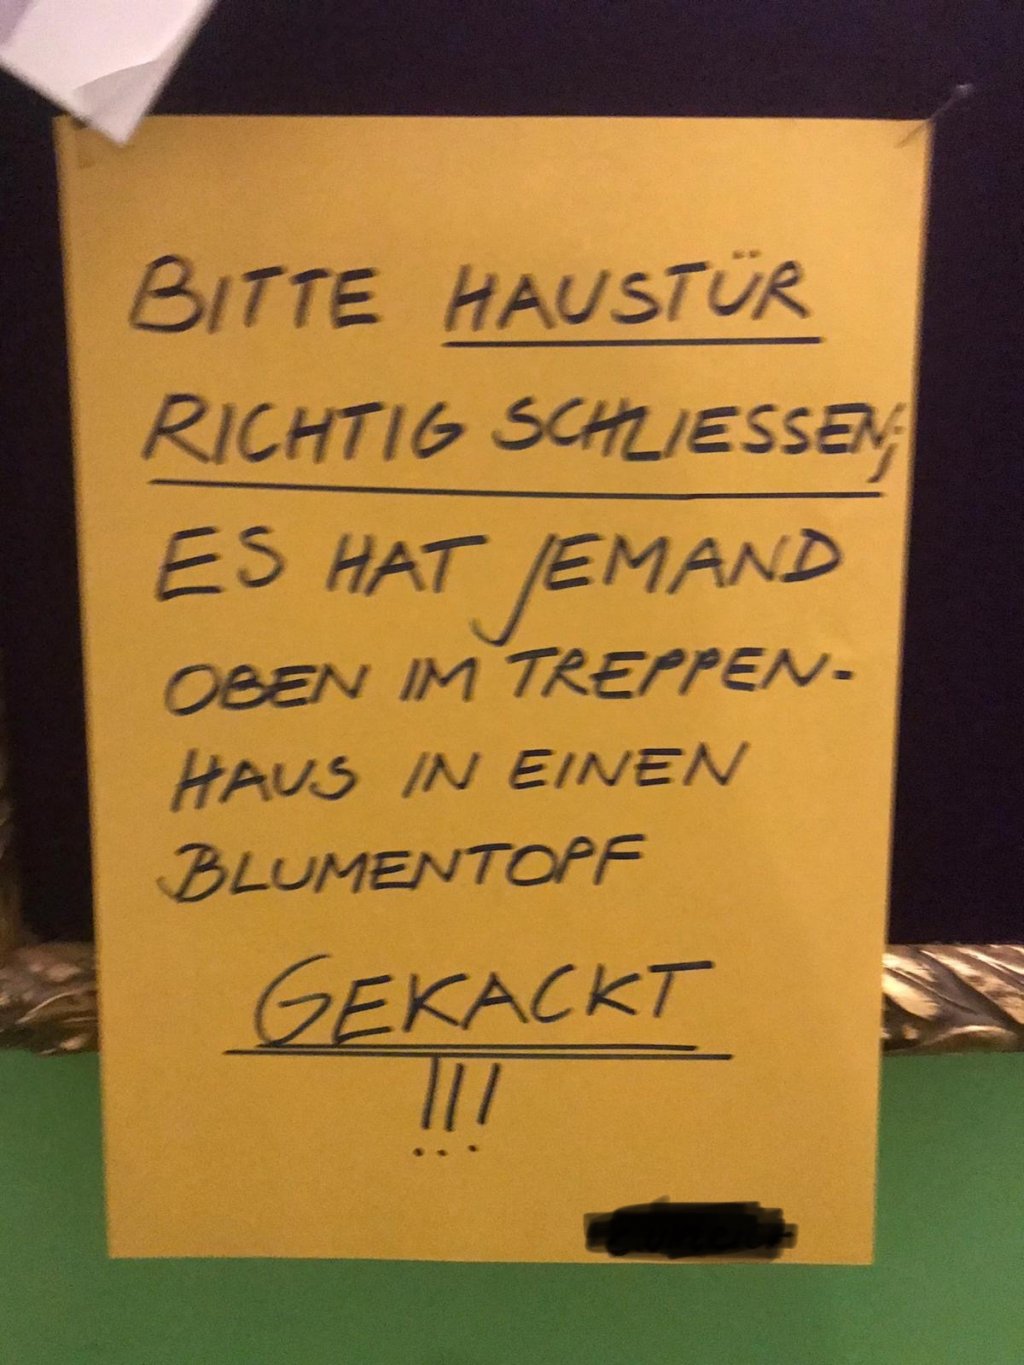 BITTE HAUSTÜR
RICHTIG SCHLIESSEN;
ES HAT JEMAND
OBEN IM TREPPEN-
HAUS IN EINEN
BLUMENTOPF
GEKACKT
!!!